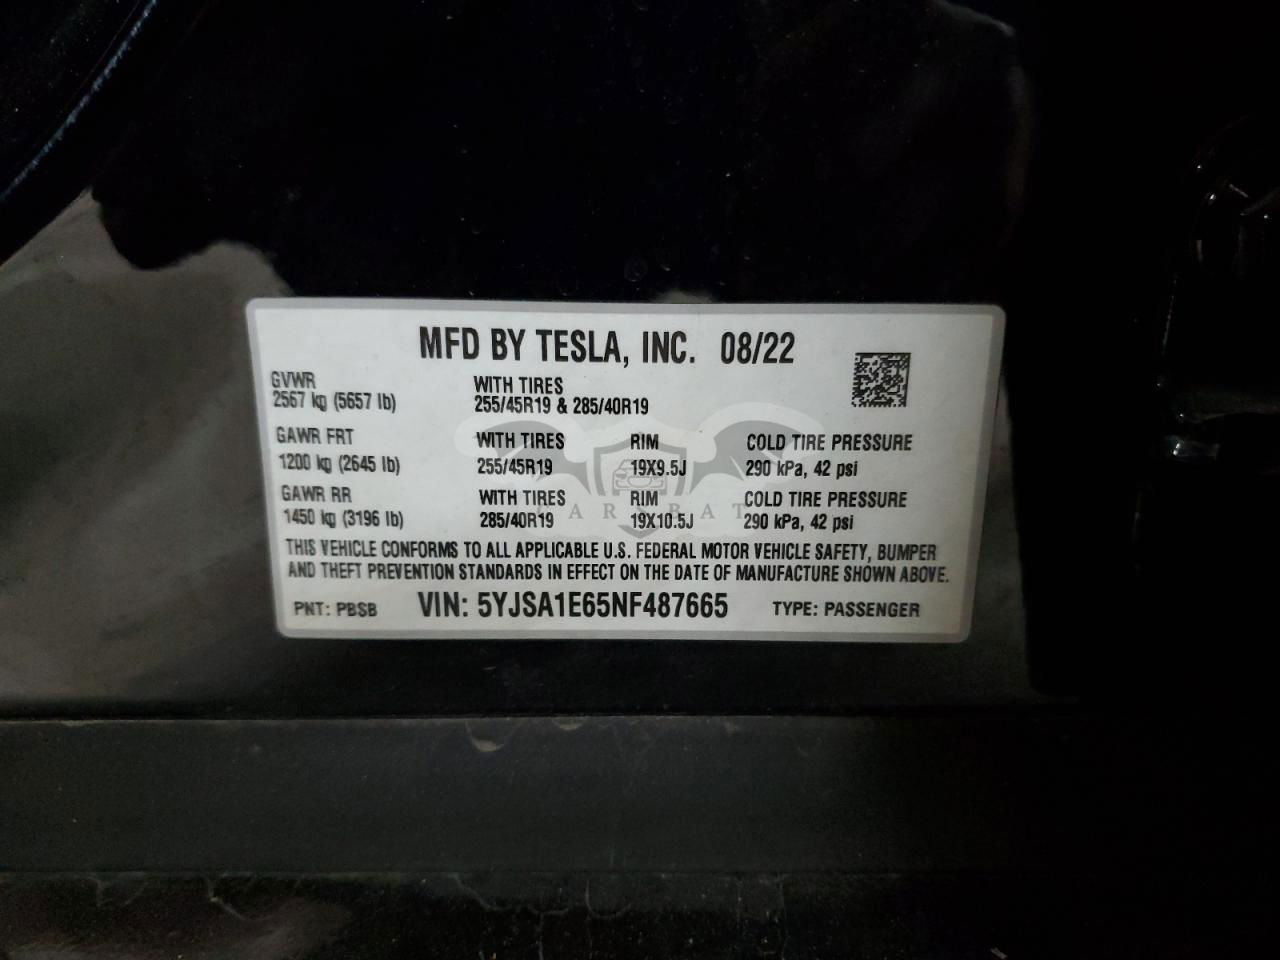 MFD BY TESLA, INC. 08/22
GVWR
2567 kg (5657 lb)
WITH TIRES
255/45R19 & 285/40R19
GAWR FRT WITH TIRES RIM COLD TIRE PRESSURE
1200 kg (2645 lb) 255/45R19 19X9.5J 290 kPa, 42 psi
GAWR RR WITH TIRES RIM COLD TIRE PRESSURE
1450 kg (3196 lb) 285/40R19 19X10.5J 290 kPa, 42 psi
CARSBAT
THIS VEHICLE CONFORMS TO ALL APPLICABLE U.S. FEDERAL MOTOR VEHICLE SAFETY, BUMPER
AND THEFT PREVENTION STANDARDS IN EFFECT ON THE DATE OF MANUFACTURE SHOWN ABOVE.
PNT: PBSB VIN: 5YJSA1E65NF487665 TYPE: PASSENGER